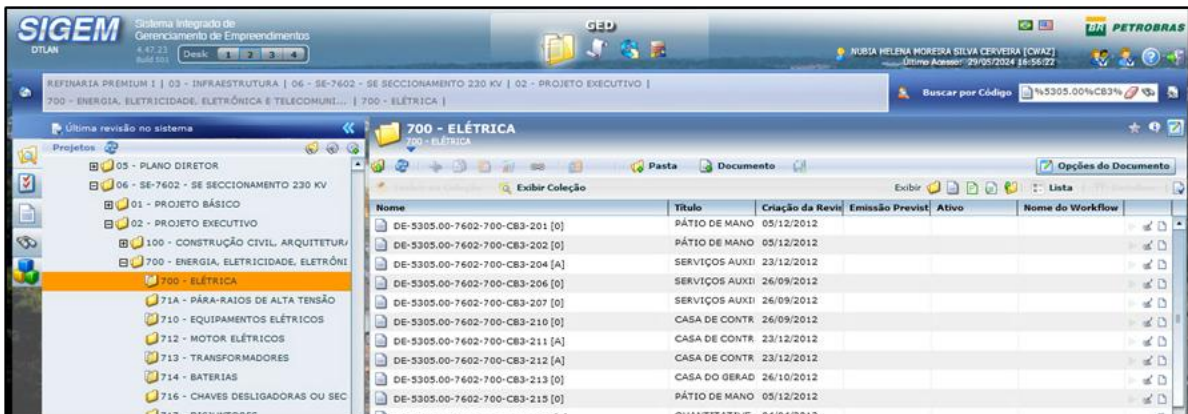 SIGEM
DTLAN
Sistema Integrado de
Gerenciamento de Empreendimentos
4.47.23
Build 101
Desk 1 2 3 4
GED
BR PETROBRAS
NUBIA HELENA MOREIRA SILVA CERVEIRA [CWAZ]
Último Acesso: 29/05/2024 16:56:22
REFINARIA PREMIUM I | 03 - INFRAESTRUTURA | 06 - SE-7602 - SE SECCIONAMENTO 230 KV | 02 - PROJETO EXECUTIVO |
700 - ENERGIA, ELETRICIDADE, ELETRÔNICA E TELECOMUNI... | 700 - ELÉTRICA |
Buscar por Código %5305.00%CB3%
Última revisão no sistema
Projetos
05 - PLANO DIRETOR
06 - SE-7602 - SE SECCIONAMENTO 230 KV
01 - PROJETO BÁSICO
02 - PROJETO EXECUTIVO
100 - CONSTRUÇÃO CIVIL, ARQUITETUR
700 - ENERGIA, ELETRICIDADE, ELETRÔNI
700 - ELÉTRICA
71A - PÁRA-RAIOS DE ALTA TENSÃO
710 - EQUIPAMENTOS ELÉTRICOS
712 - MOTOR ELÉTRICOS
713 - TRANSFORMADORES
714 - BATERIAS
716 - CHAVES DESLIGADORAS OU SEC
700 - ELÉTRICA
700 - ELÉTRICA
Pasta Documento Opções do Documento
Exibir Coleção Exibir Lista
Nome Título Criação da Revis Emissão Previst Ativo Nome do Workflow
DE-5305.00-7602-700-CB3-201 [0] PÁTIO DE MANO 05/12/2012
DE-5305.00-7602-700-CB3-202 [0] PÁTIO DE MANO 05/12/2012
DE-5305.00-7602-700-CB3-204 [A] SERVIÇOS AUXII 23/12/2012
DE-5305.00-7602-700-CB3-206 [0] SERVIÇOS AUXII 26/09/2012
DE-5305.00-7602-700-CB3-207 [0] SERVIÇOS AUXII 26/09/2012
DE-5305.00-7602-700-CB3-210 [0] CASA DE CONTR 26/09/2012
DE-5305.00-7602-700-CB3-211 [A] CASA DE CONTR 23/12/2012
DE-5305.00-7602-700-CB3-212 [A] CASA DE CONTR 23/12/2012
DE-5305.00-7602-700-CB3-213 [0] CASA DO GERAD 26/10/2012
DE-5305.00-7602-700-CB3-215 [0] PÁTIO DE MANO 05/12/2012